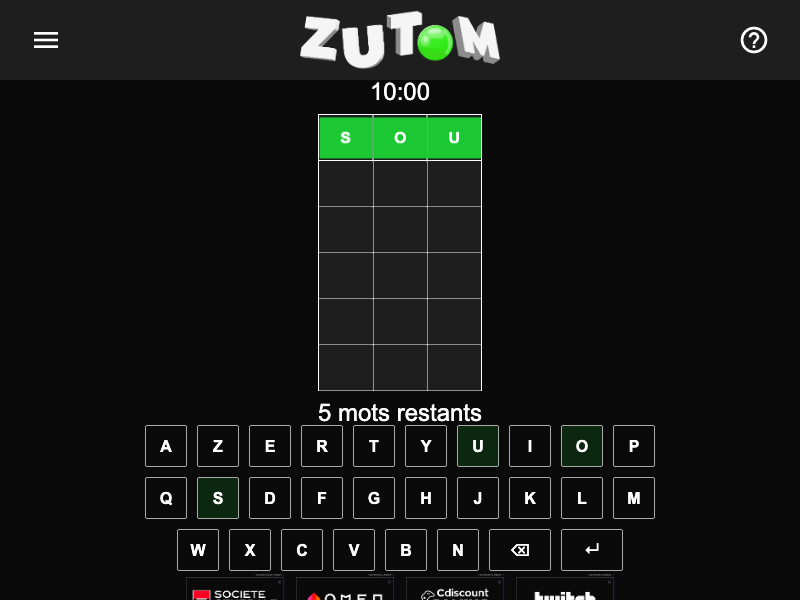 ZUTOM
10:00
S O U
5 mots restants
A Z E R T Y U I O P
Q S D F G H J K L M
W X C V B N
SOCIETE OMEN Cdiscount twitch